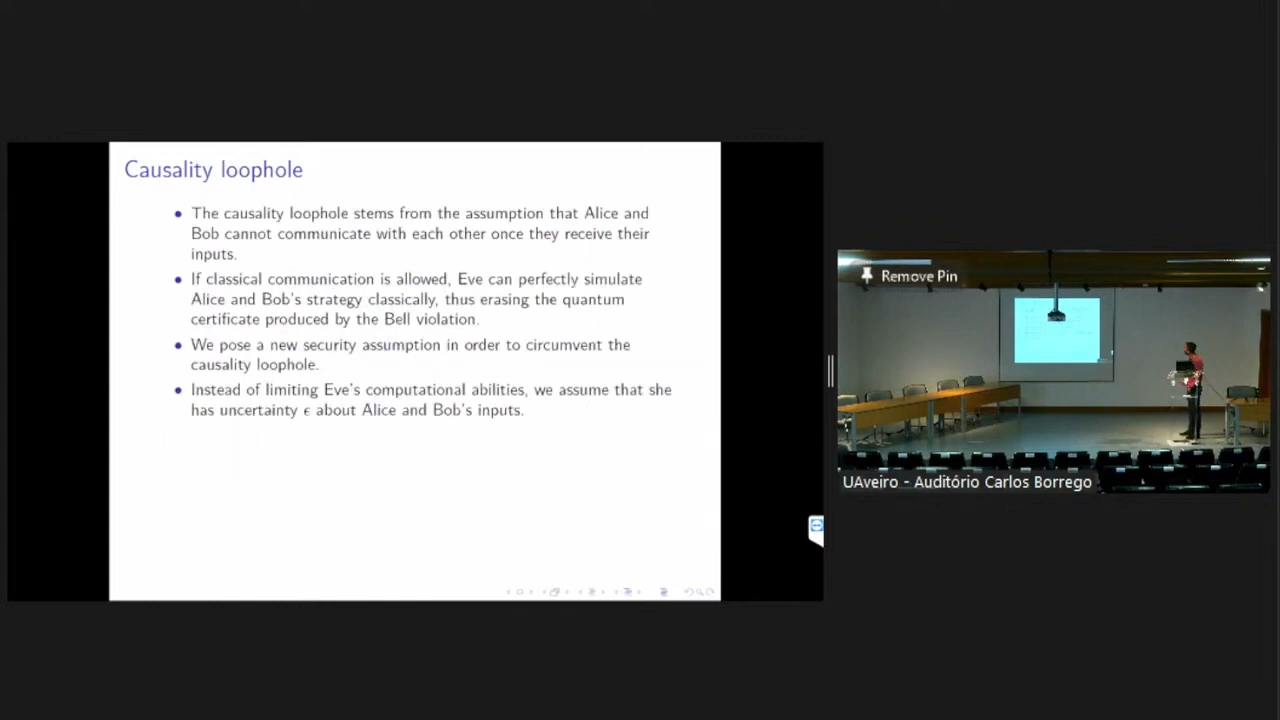 Causality loophole
• The causality loophole stems from the assumption that Alice and
Bob cannot communicate with each other once they receive their
inputs.
• If classical communication is allowed, Eve can perfectly simulate
Alice and Bob's strategy classically, thus erasing the quantum
certificate produced by the Bell violation.
• We pose a new security assumption in order to circumvent the
causality loophole.
• Instead of limiting Eve's computational abilities, we assume that she
has uncertainty ϵ about Alice and Bob's inputs.
Remove Pin
UAveiro - Auditório Carlos Borrego